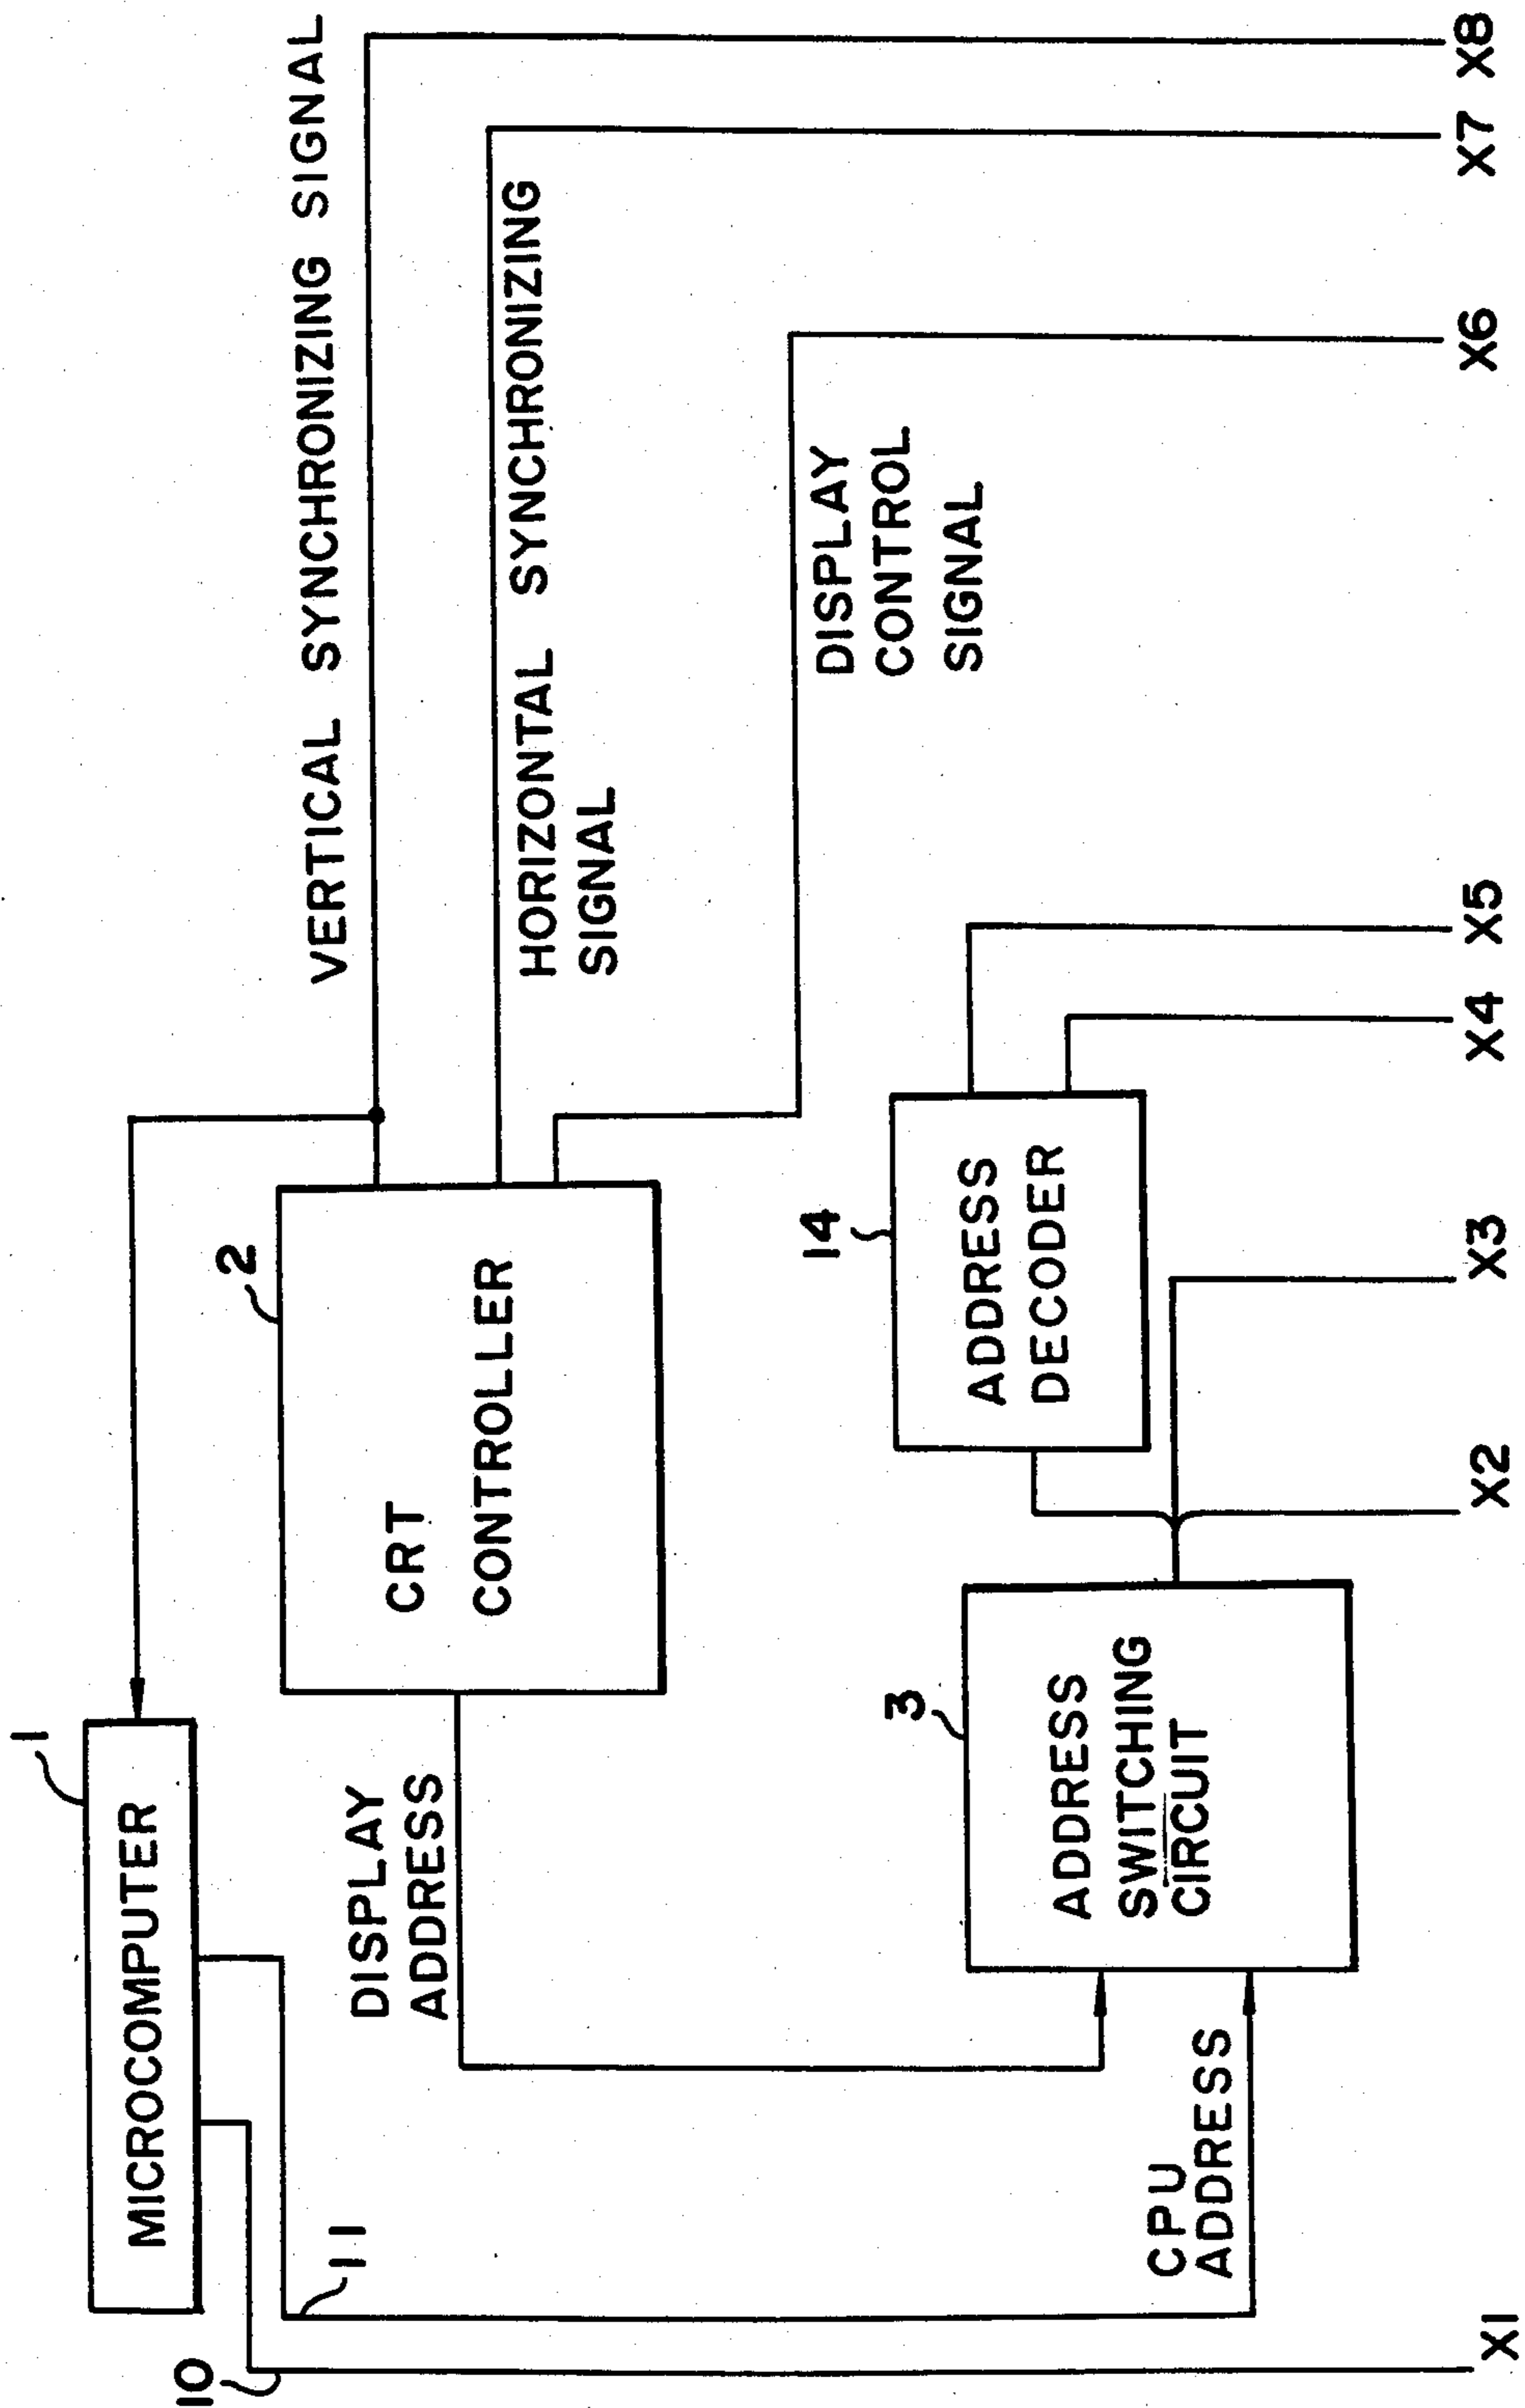 1
MICROCOMPUTER
10
11
2
CRT
CONTROLLER
VERTICAL SYNCHRONIZING SIGNAL
HORIZONTAL SYNCHRONIZING
SIGNAL
DISPLAY
CONTROL
SIGNAL
DISPLAY
ADDRESS
CPU
ADDRESS
3
ADDRESS
SWITCHING
CIRCUIT
14
ADDRESS
DECODER
X1
X2
X3
X4
X5
X6
X7
X8